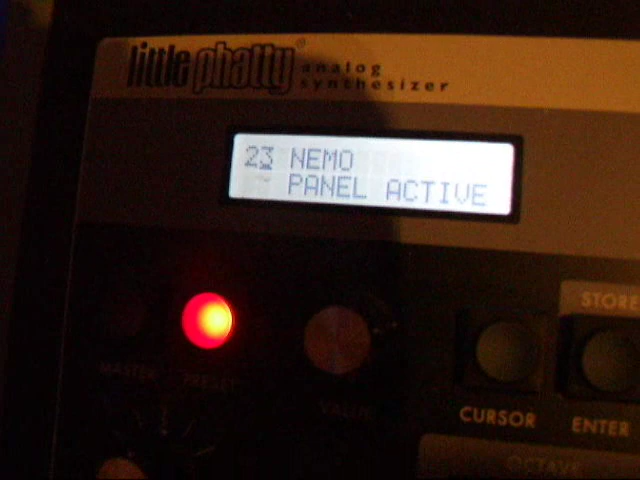 little phatty® analog
synthesizer
23 NEMO
PANEL ACTIVE
STORE
MASTER PRESET
VALUE
CURSOR
ENTER
OCTAVE